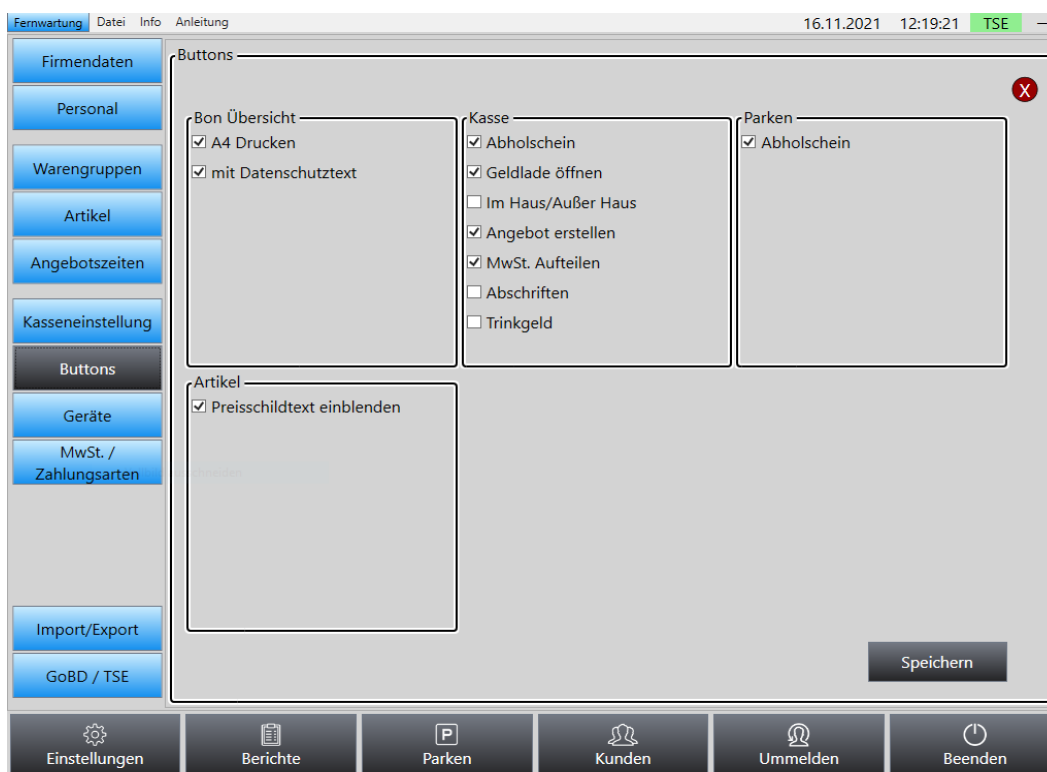 Fernwartung Datei Info Anleitung 16.11.2021 12:19:21 TSE
Firmendaten
Personal
Warengruppen
Artikel
Angebotszeiten
Kasseneinstellung
Buttons
Geräte
MwSt. /
Zahlungsarten
Import/Export
GoBD / TSE
Buttons
X
Bon Übersicht
A4 Drucken
mit Datenschutztext
Kasse
Abholschein
Geldlade öffnen
Im Haus/Außer Haus
Angebot erstellen
MwSt. Aufteilen
Abschriften
Trinkgeld
Parken
Abholschein
Artikel
Preisschildtext einblenden
Speichern
Einstellungen
Berichte
P
Parken
Kunden
Ummelden
Beenden